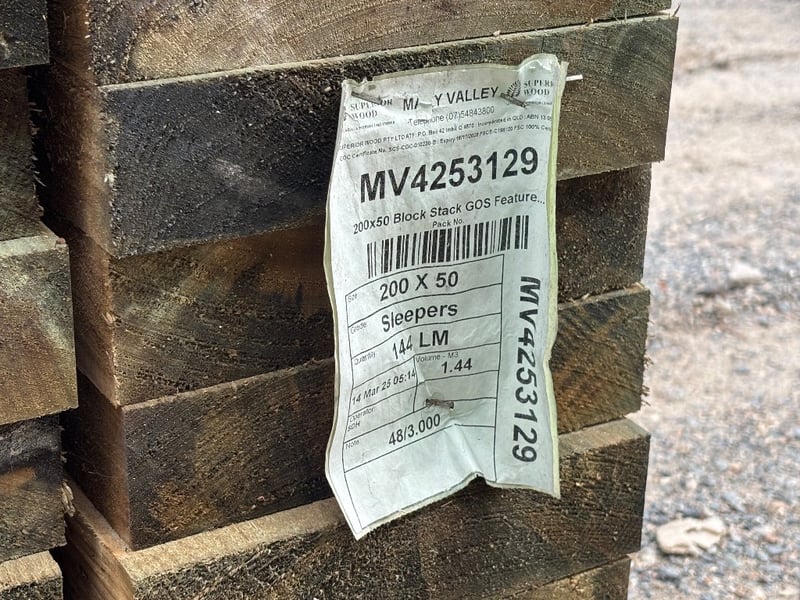 SUPERIOR WOOD MARY VALLEY SUPERIOR WOOD
Telephone (07)54843800
MV4253129
200x50 Block Stack GOS Feature...
Pack No.
Size 200 X 50
Grade Sleepers
Quantity 144 LM
Volume - M3 1.44
14 Mar 25 05:14
Operator: SDH
Note: 48/3.000
MV4253129